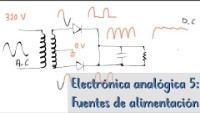 320 V
A.C
0 V
D.C
Electrónica analógica 5:
Fuentes de alimentación